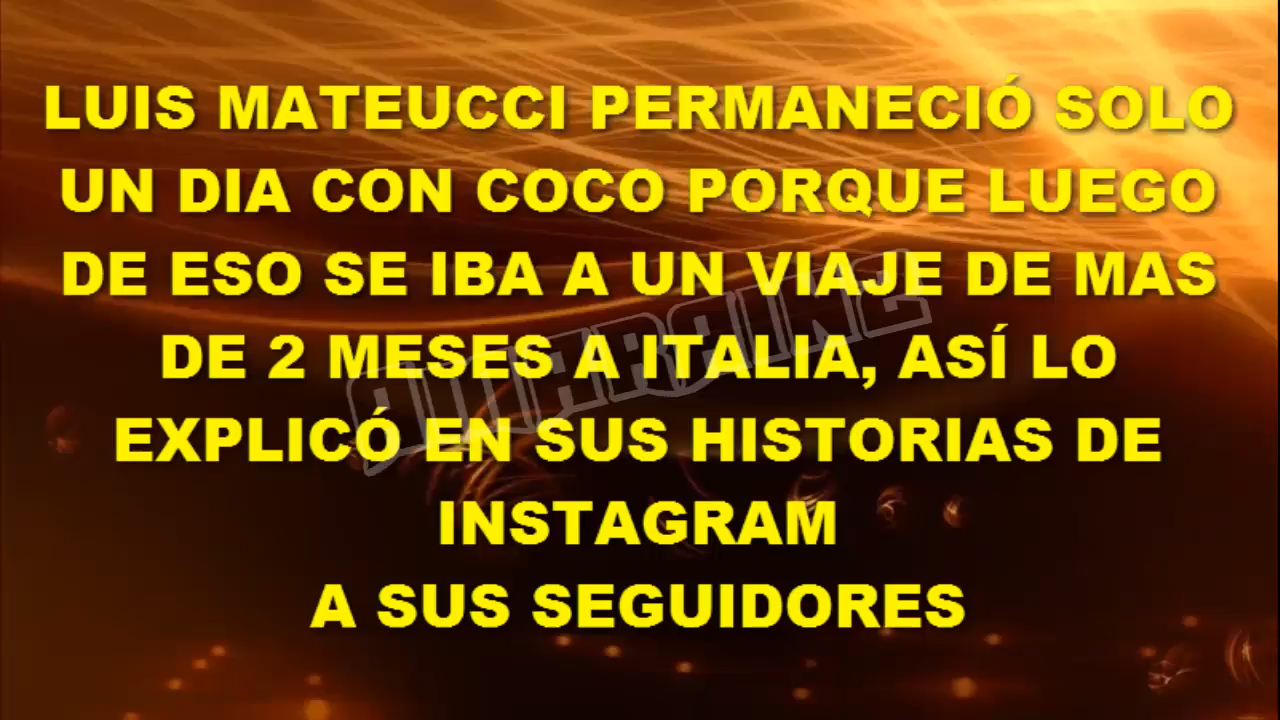 LUIS MATEUCCI PERMANECIÓ SOLO
UN DIA CON COCO PORQUE LUEGO
DE ESO SE IBA A UN VIAJE DE MAS
DE 2 MESES A ITALIA, ASÍ LO
EXPLICÓ EN SUS HISTORIAS DE
INSTAGRAM
A SUS SEGUIDORES